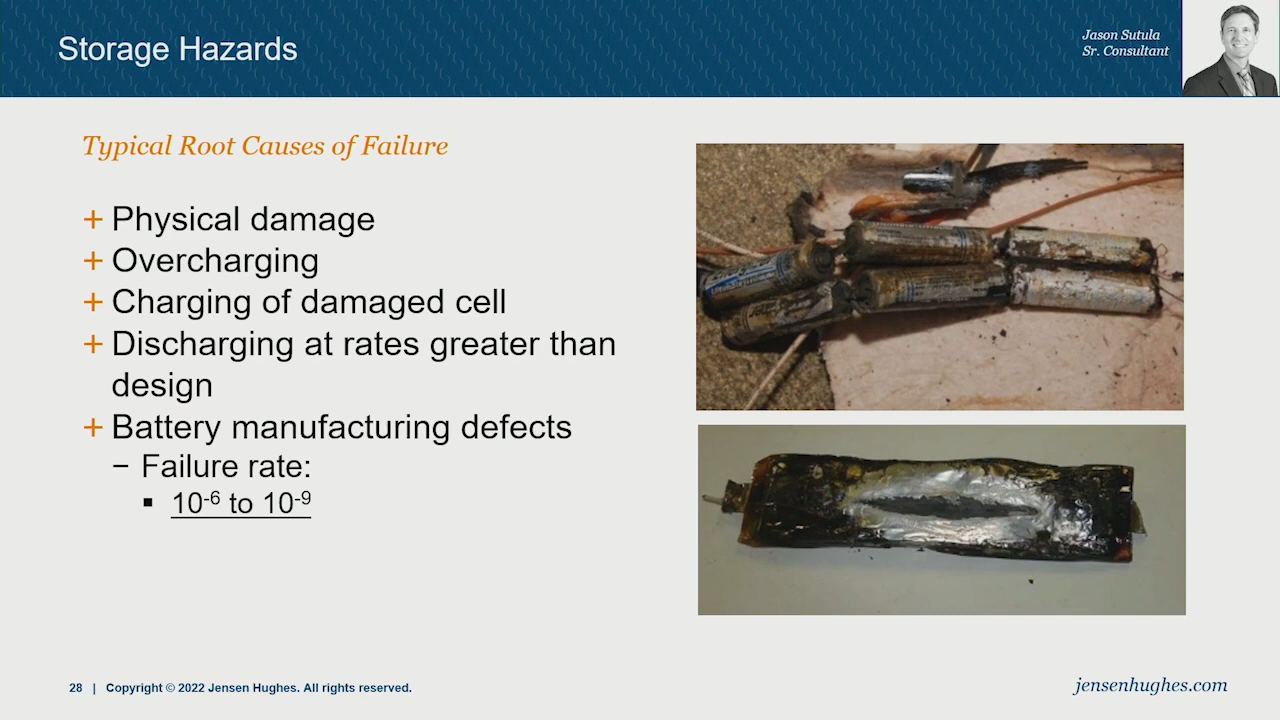 Storage Hazards
Jason Sutula
Sr. Consultant
Typical Root Causes of Failure
+ Physical damage
+ Overcharging
+ Charging of damaged cell
+ Discharging at rates greater than
design
+ Battery manufacturing defects
− Failure rate:
▪ 10⁻⁶ to 10⁻⁹
28 | Copyright © 2022 Jensen Hughes. All rights reserved.
jensenhughes.com